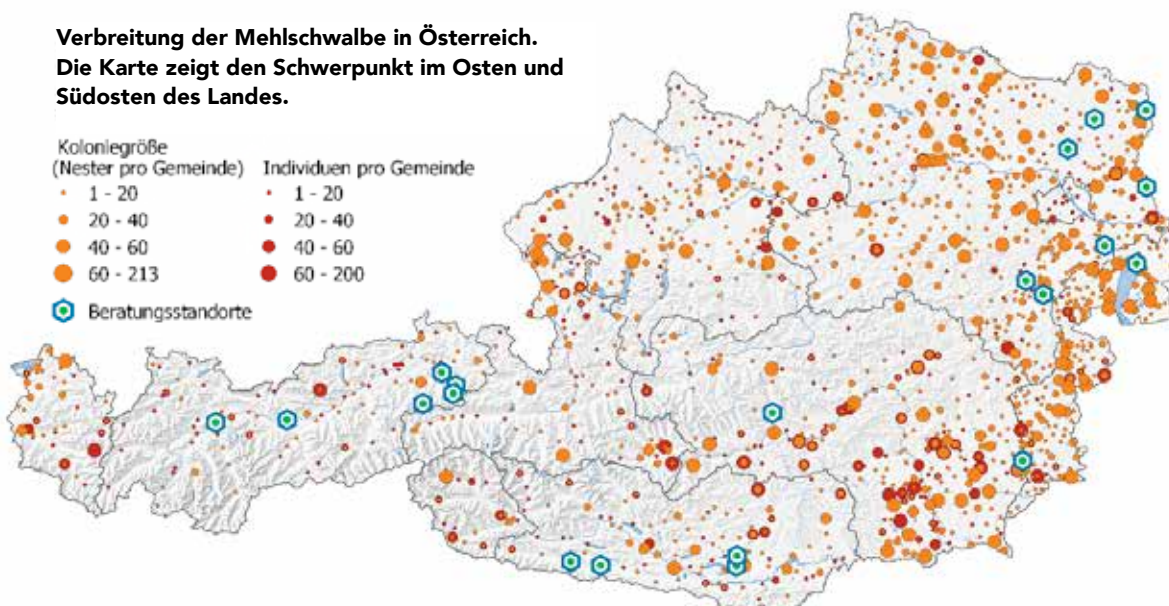 Verbreitung der Mehlschwalbe in Österreich.
Die Karte zeigt den Schwerpunkt im Osten und
Südosten des Landes.
Koloniegröße
(Nester pro Gemeinde)
1 - 20
20 - 40
40 - 60
60 - 213
Individuen pro Gemeinde
1 - 20
20 - 40
40 - 60
60 - 200
Beratungsstandorte